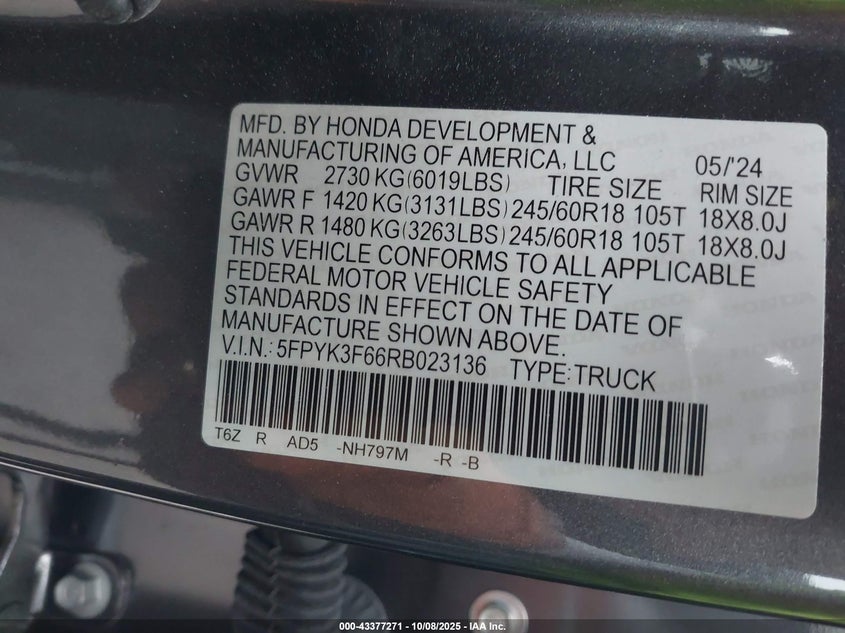 MFD. BY HONDA DEVELOPMENT &
MANUFACTURING OF AMERICA, LLC 05/'24
GVWR 2730 KG(6019LBS) TIRE SIZE RIM SIZE
GAWR F 1420 KG(3131LBS) 245/60R18 105T 18X8.0J
GAWR R 1480 KG(3263LBS) 245/60R18 105T 18X8.0J
THIS VEHICLE CONFORMS TO ALL APPLICABLE
FEDERAL MOTOR VEHICLE SAFETY
STANDARDS IN EFFECT ON THE DATE OF
MANUFACTURE SHOWN ABOVE.
V.I.N.: 5FPYK3F66RB023136 TYPE:TRUCK
T6Z R AD5 -NH797M -R -B
000-43377271 - 10/08/2025 - IAA Inc.